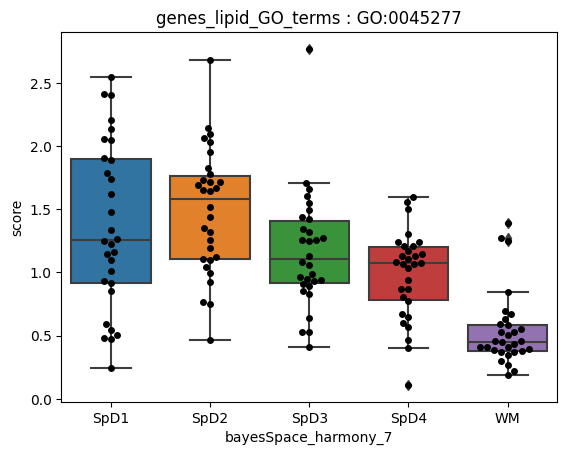 genes_lipid_GO_terms : GO:0045277
score
2.5
2.0
1.5
1.0
0.5
0.0
SpD1 SpD2 SpD3 SpD4 WM
bayesSpace_harmony_7